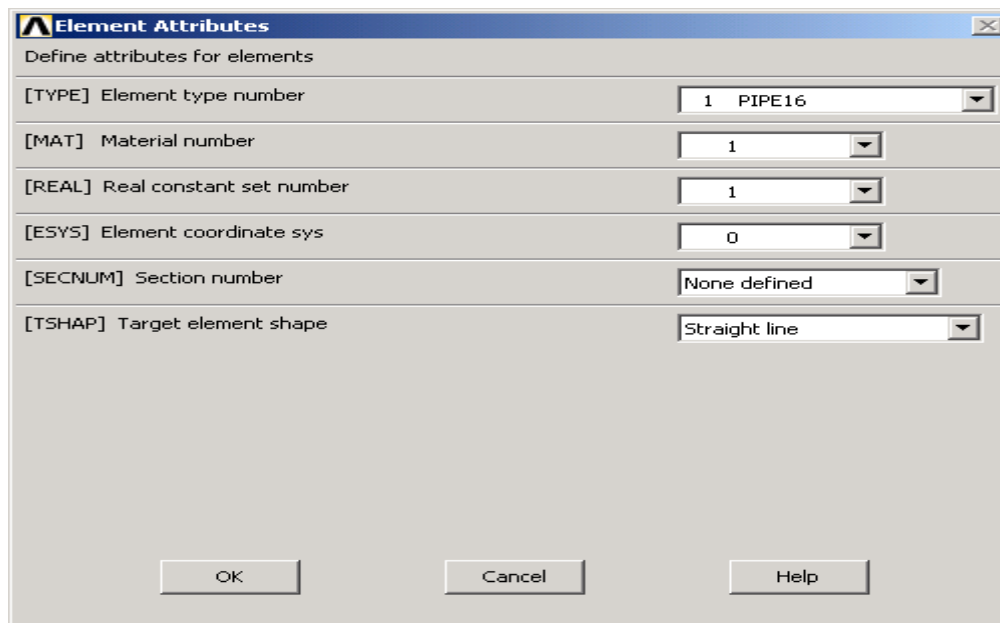 Element Attributes
Define attributes for elements
[TYPE] Element type number 1 PIPE16
[MAT] Material number 1
[REAL] Real constant set number 1
[ESYS] Element coordinate sys 0
[SECNUM] Section number None defined
[TSHAP] Target element shape Straight line
OK Cancel Help